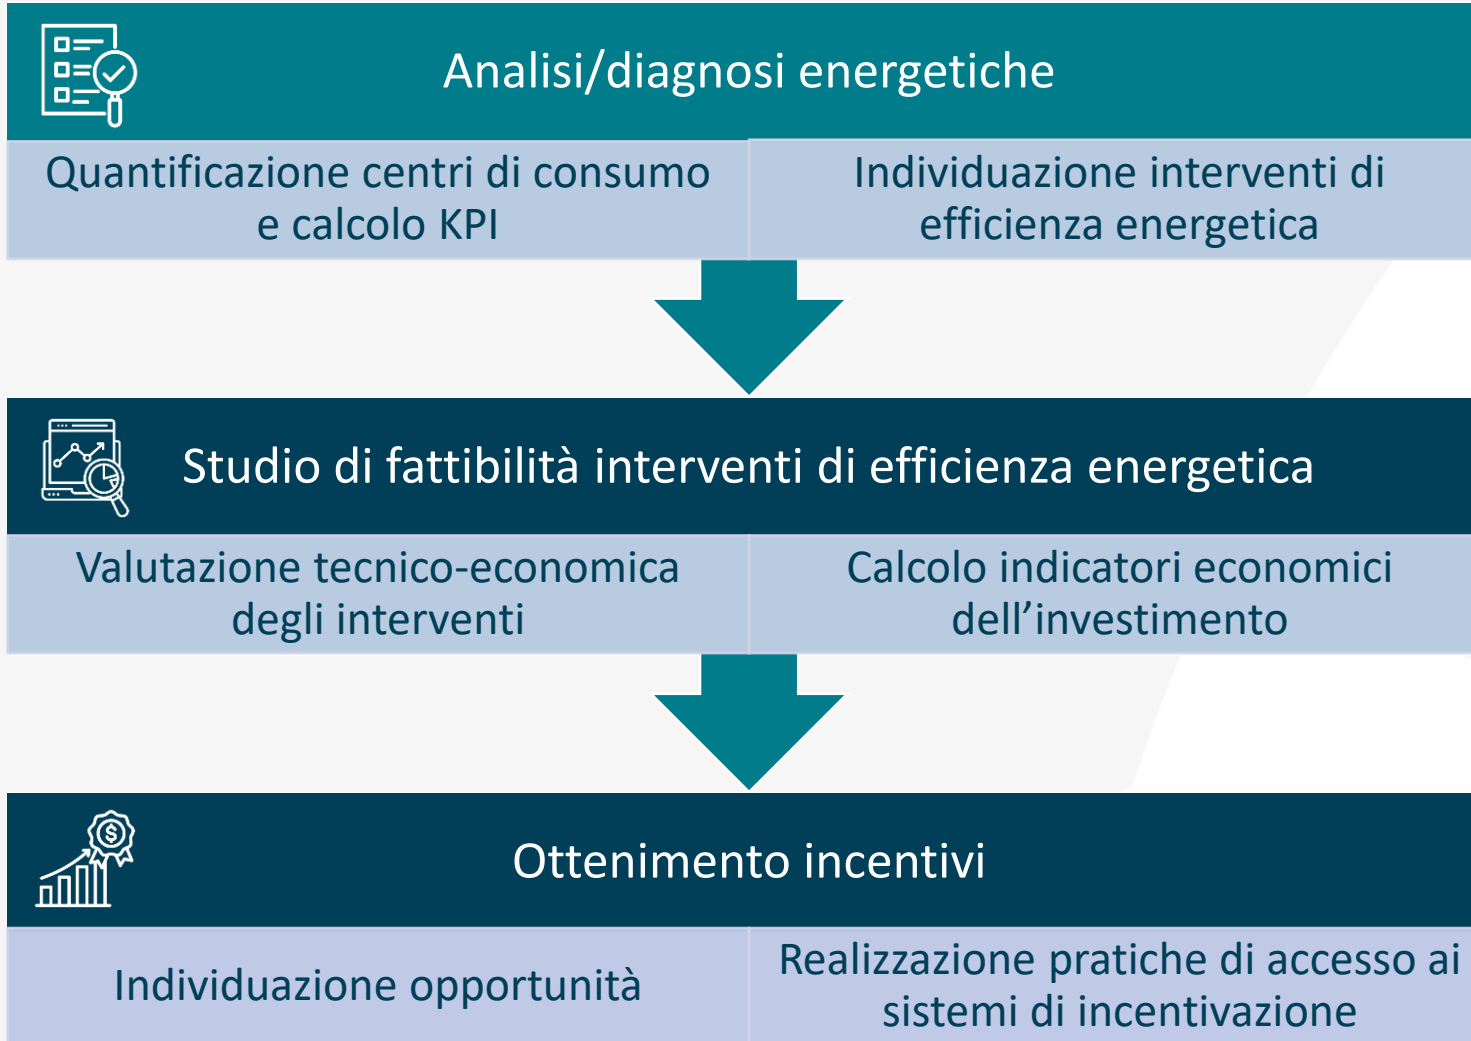 Analisi/diagnosi energetiche
Quantificazione centri di consumo
e calcolo KPI
Individuazione interventi di
efficienza energetica
Studio di fattibilità interventi di efficienza energetica
Valutazione tecnico-economica
degli interventi
Calcolo indicatori economici
dell’investimento
Ottenimento incentivi
Individuazione opportunità
Realizzazione pratiche di accesso ai
sistemi di incentivazione